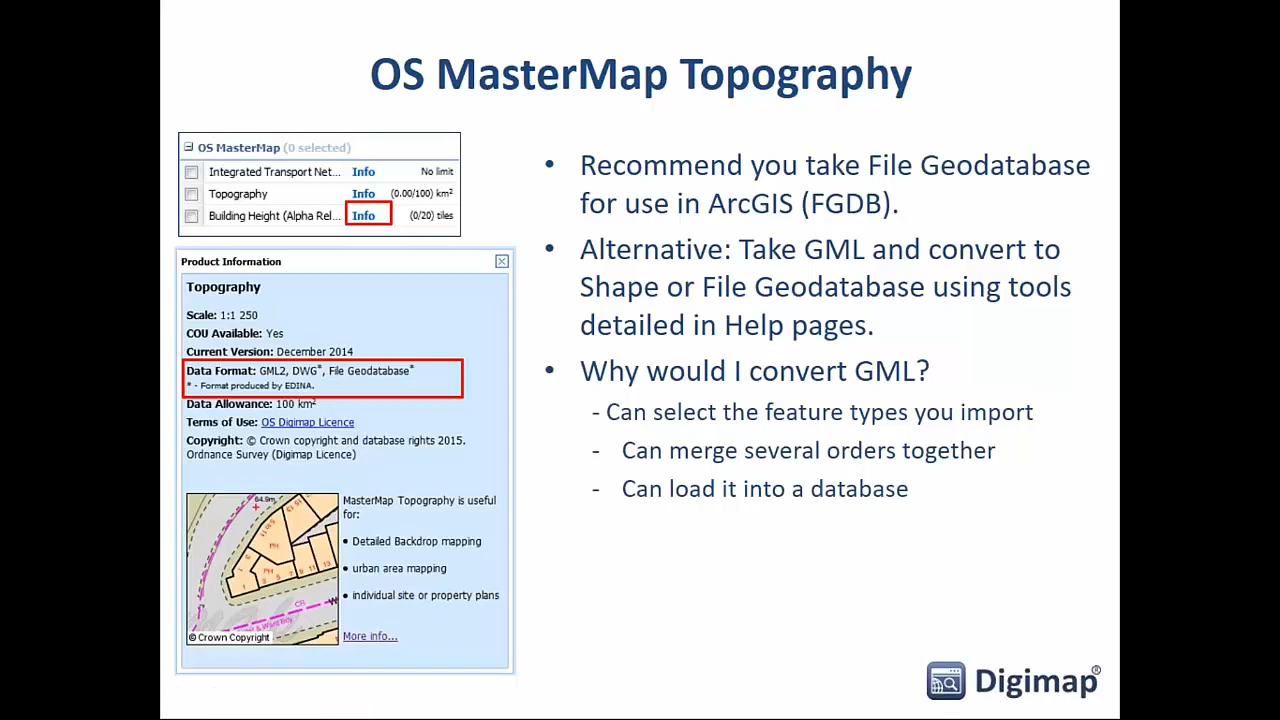 OS MasterMap Topography
OS MasterMap (0 selected)
Integrated Transport Net... Info No limit
Topography Info (0.00/100) km²
Building Height (Alpha Rel... Info (0/20) tiles
Product Information
Topography
Scale: 1:1 250
COU Available: Yes
Current Version: December 2014
Data Format: GML2, DWG*, File Geodatabase*
* - Format produced by EDINA.
Data Allowance: 100 km²
Terms of Use: OS Digimap Licence
Copyright: © Crown copyright and database rights 2015.
Ordnance Survey (Digimap Licence)
64.9m
PH
PH
CR
© Crown Copyright
MasterMap Topography is useful
for:
• Detailed Backdrop mapping
• urban area mapping
• individual site or property plans
More info...
• Recommend you take File Geodatabase
for use in ArcGIS (FGDB).
• Alternative: Take GML and convert to
Shape or File Geodatabase using tools
detailed in Help pages.
• Why would I convert GML?
- Can select the feature types you import
- Can merge several orders together
- Can load it into a database
Digimap®